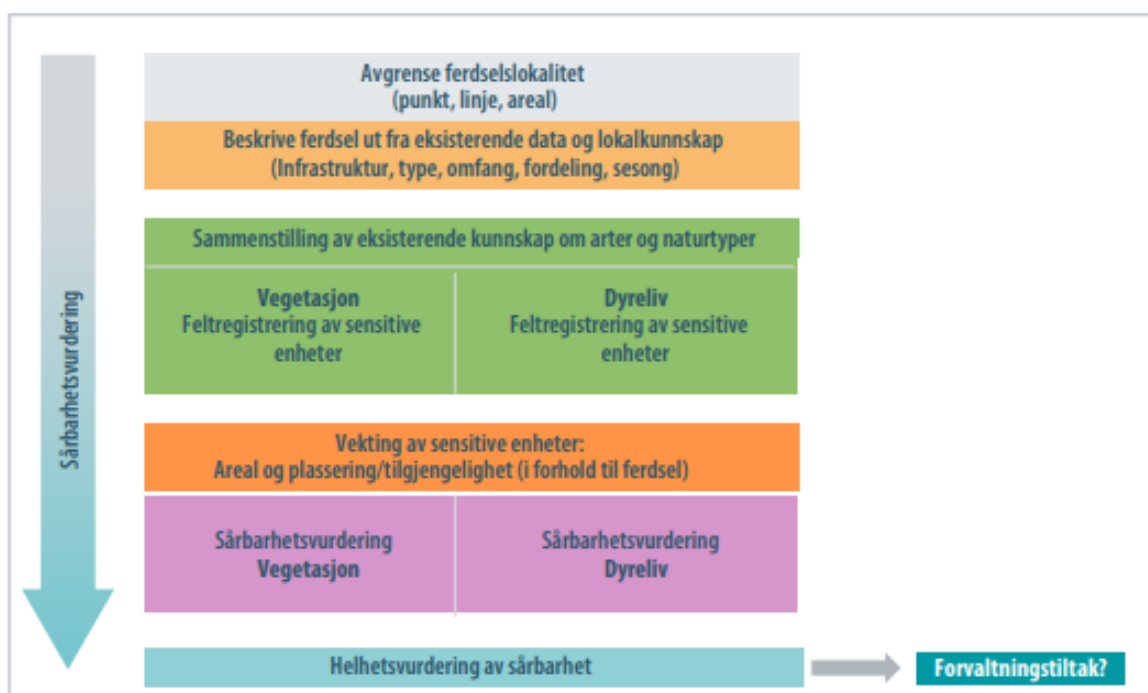 Sårbarhetsvurdering
Avgrense ferdselslokalitet
(punkt, linje, areal)
Beskrive ferdsel ut fra eksisterende data og lokalkunnskap
(Infrastruktur, type, omfang, fordeling, sesong)
Sammenstilling av eksisterende kunnskap om arter og naturtyper
Vegetasjon
Feltregistrering av sensitive
enheter
Dyreliv
Feltregistrering av sensitive
enheter
Vekting av sensitive enheter:
Areal og plassering/tilgjengelighet (i forhold til ferdsel)
Sårbarhetsvurdering
Vegetasjon
Sårbarhetsvurdering
Dyreliv
Helhetsvurdering av sårbarhet
Forvaltningstiltak?